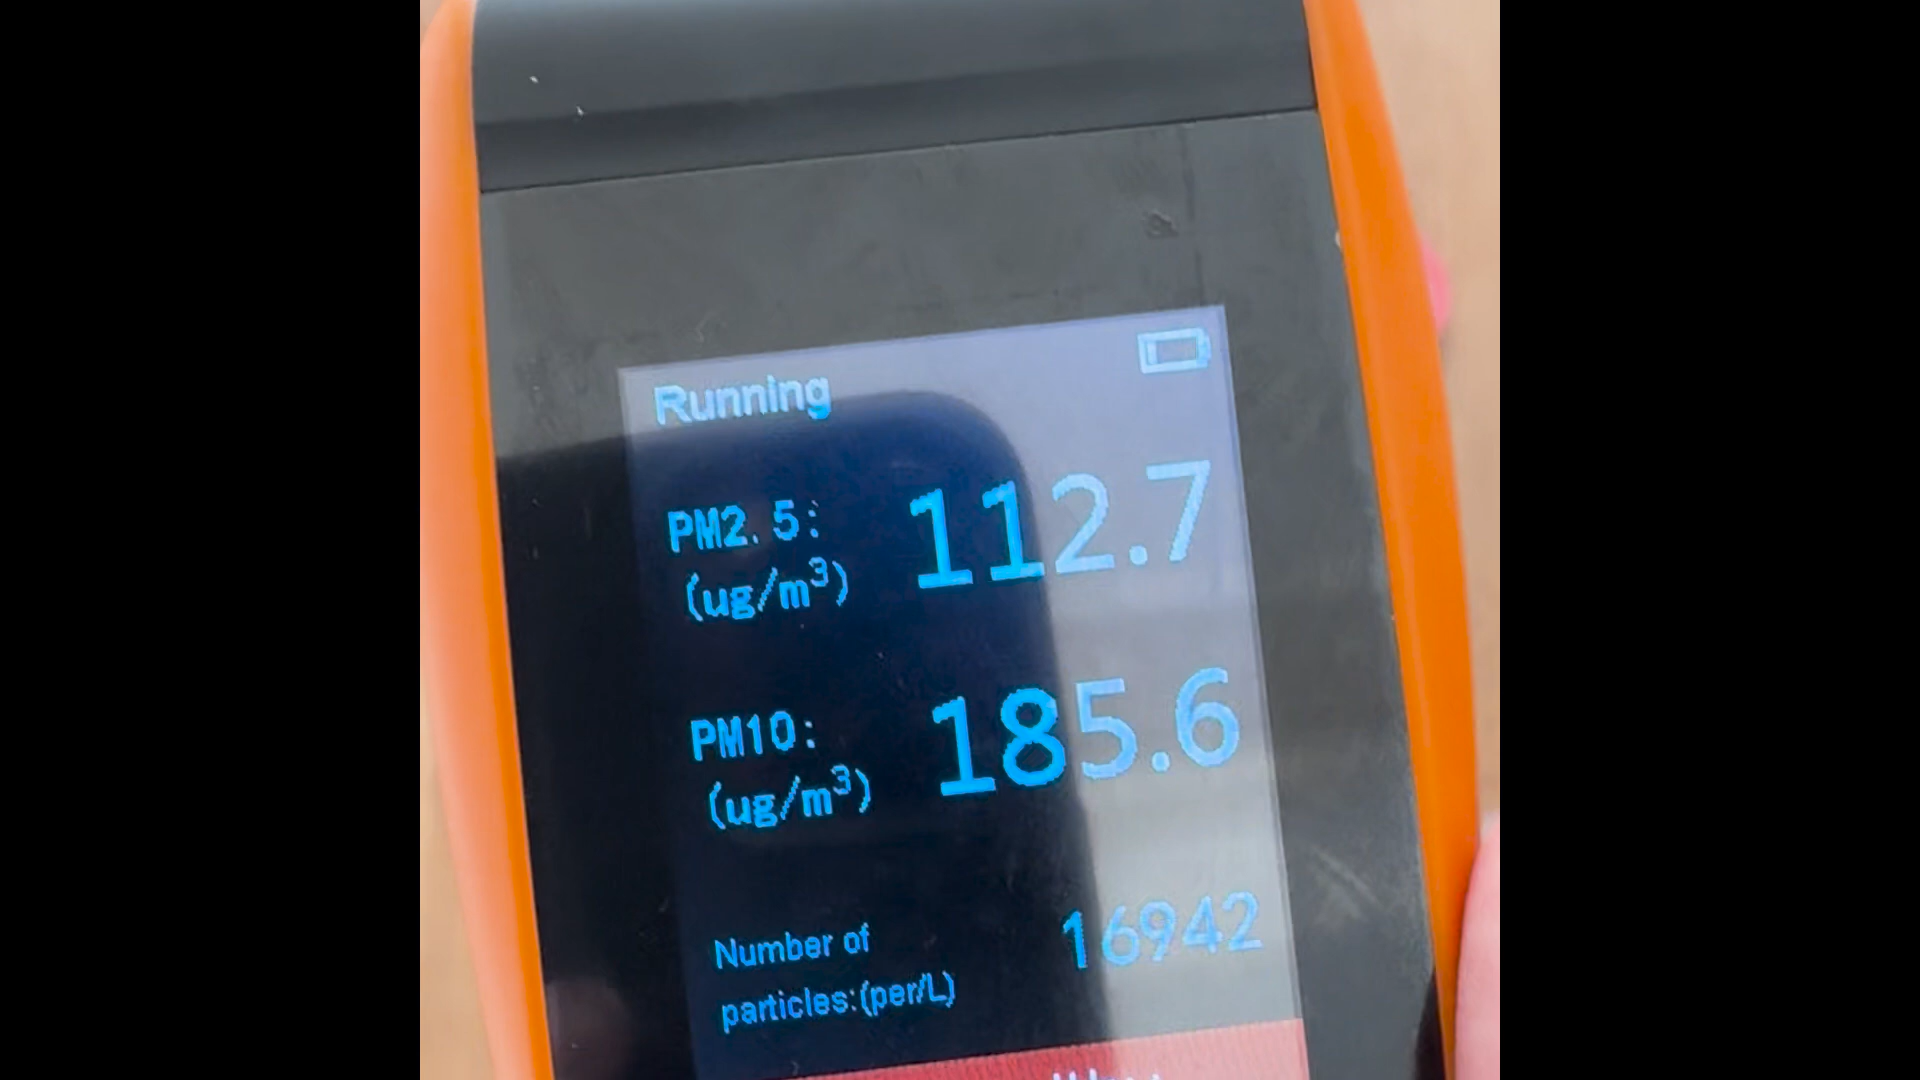 Running
PM2.5: 112.7
(ug/m³)
PM10: 185.6
(ug/m³)
Number of 16942
particles:(per/L)